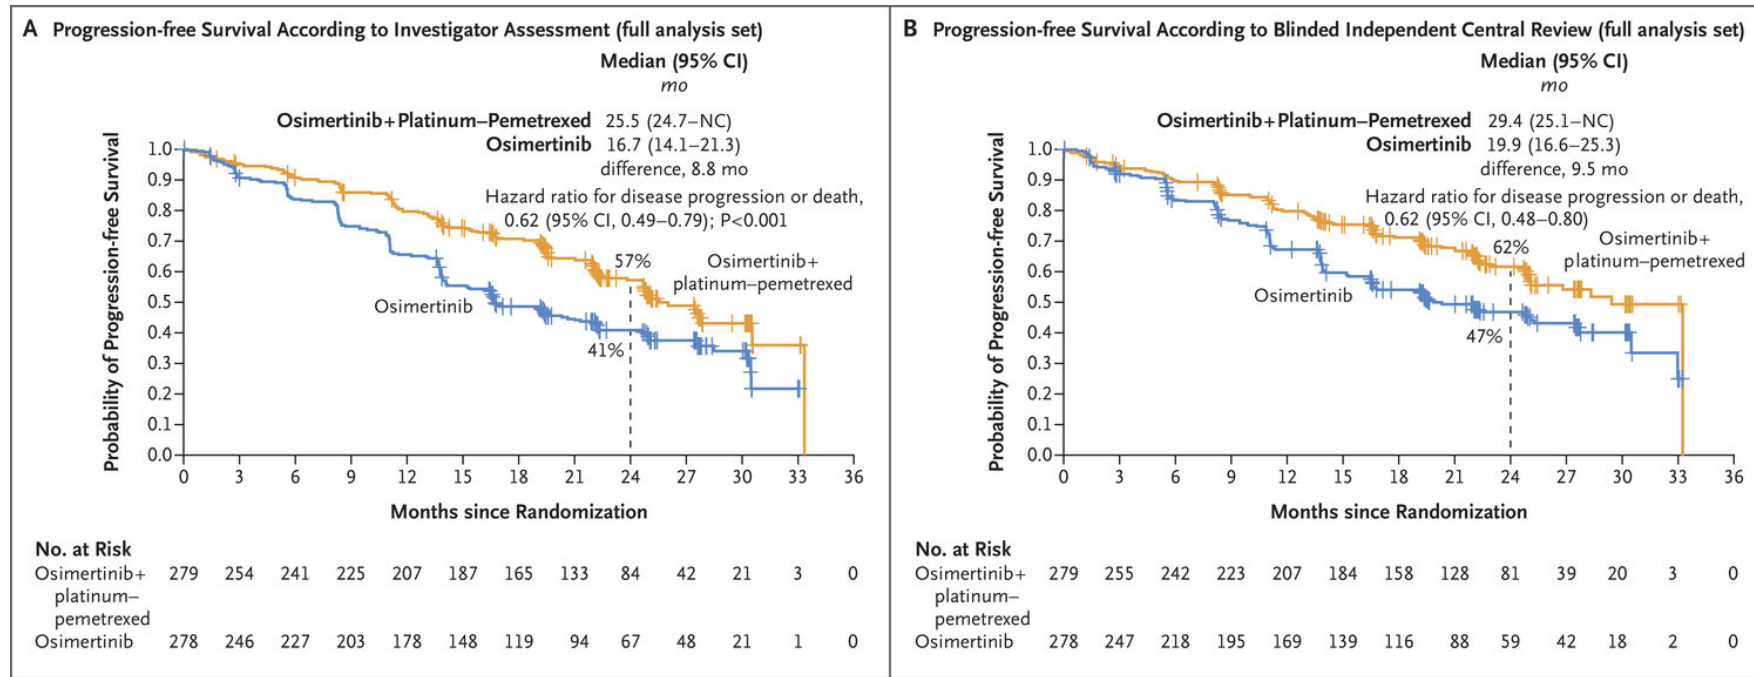 A Progression-free Survival According to Investigator Assessment (full analysis set)
Median (95% CI)
mo
Osimertinib+Platinum–Pemetrexed 25.5 (24.7–NC)
Osimertinib 16.7 (14.1–21.3)
difference, 8.8 mo
Hazard ratio for disease progression or death,
0.62 (95% CI, 0.49–0.79); P<0.001
Probability of Progression-free Survival
1.0
0.9
0.8
0.7
0.6
0.5
0.4
0.3
0.2
0.1
0.0
57%
Osimertinib+
platinum–pemetrexed
Osimertinib
41%
0 3 6 9 12 15 18 21 24 27 30 33 36
Months since Randomization
No. at Risk
Osimertinib+ 279 254 241 225 207 187 165 133 84 42 21 3 0
platinum–
pemetrexed
Osimertinib 278 246 227 203 178 148 119 94 67 48 21 1 0
B Progression-free Survival According to Blinded Independent Central Review (full analysis set)
Median (95% CI)
mo
Osimertinib+Platinum–Pemetrexed 29.4 (25.1–NC)
Osimertinib 19.9 (16.6–25.3)
difference, 9.5 mo
Hazard ratio for disease progression or death,
0.62 (95% CI, 0.48–0.80)
Probability of Progression-free Survival
1.0
0.9
0.8
0.7
0.6
0.5
0.4
0.3
0.2
0.1
0.0
62%
Osimertinib+
platinum–pemetrexed
Osimertinib
47%
0 3 6 9 12 15 18 21 24 27 30 33 36
Months since Randomization
No. at Risk
Osimertinib+ 279 255 242 223 207 184 158 128 81 39 20 3 0
platinum–
pemetrexed
Osimertinib 278 247 218 195 169 139 116 88 59 42 18 2 0